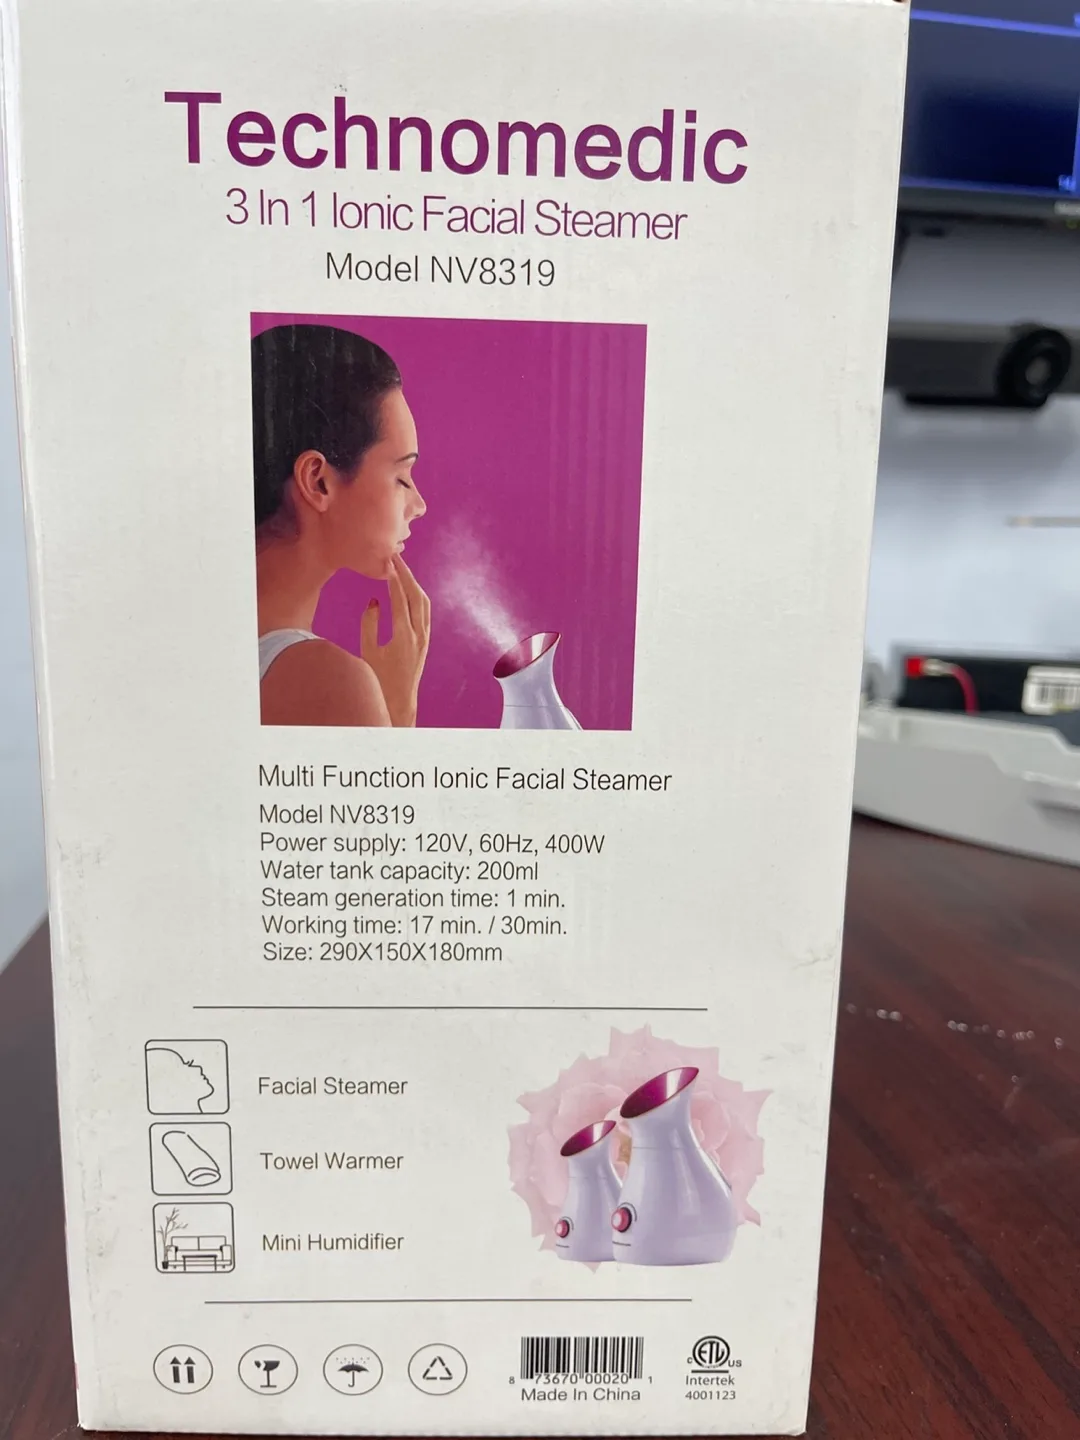 Technomedic
3 In 1 Ionic Facial Steamer
Model NV8319
Multi Function Ionic Facial Steamer
Model NV8319
Power supply: 120V, 60Hz, 400W
Water tank capacity: 200ml
Steam generation time: 1 min.
Working time: 17 min. / 30min.
Size: 290X150X180mm
Facial Steamer
Towel Warmer
Mini Humidifier
8 73670 00020 1
Made In China
c ETL us
Intertek
4001123